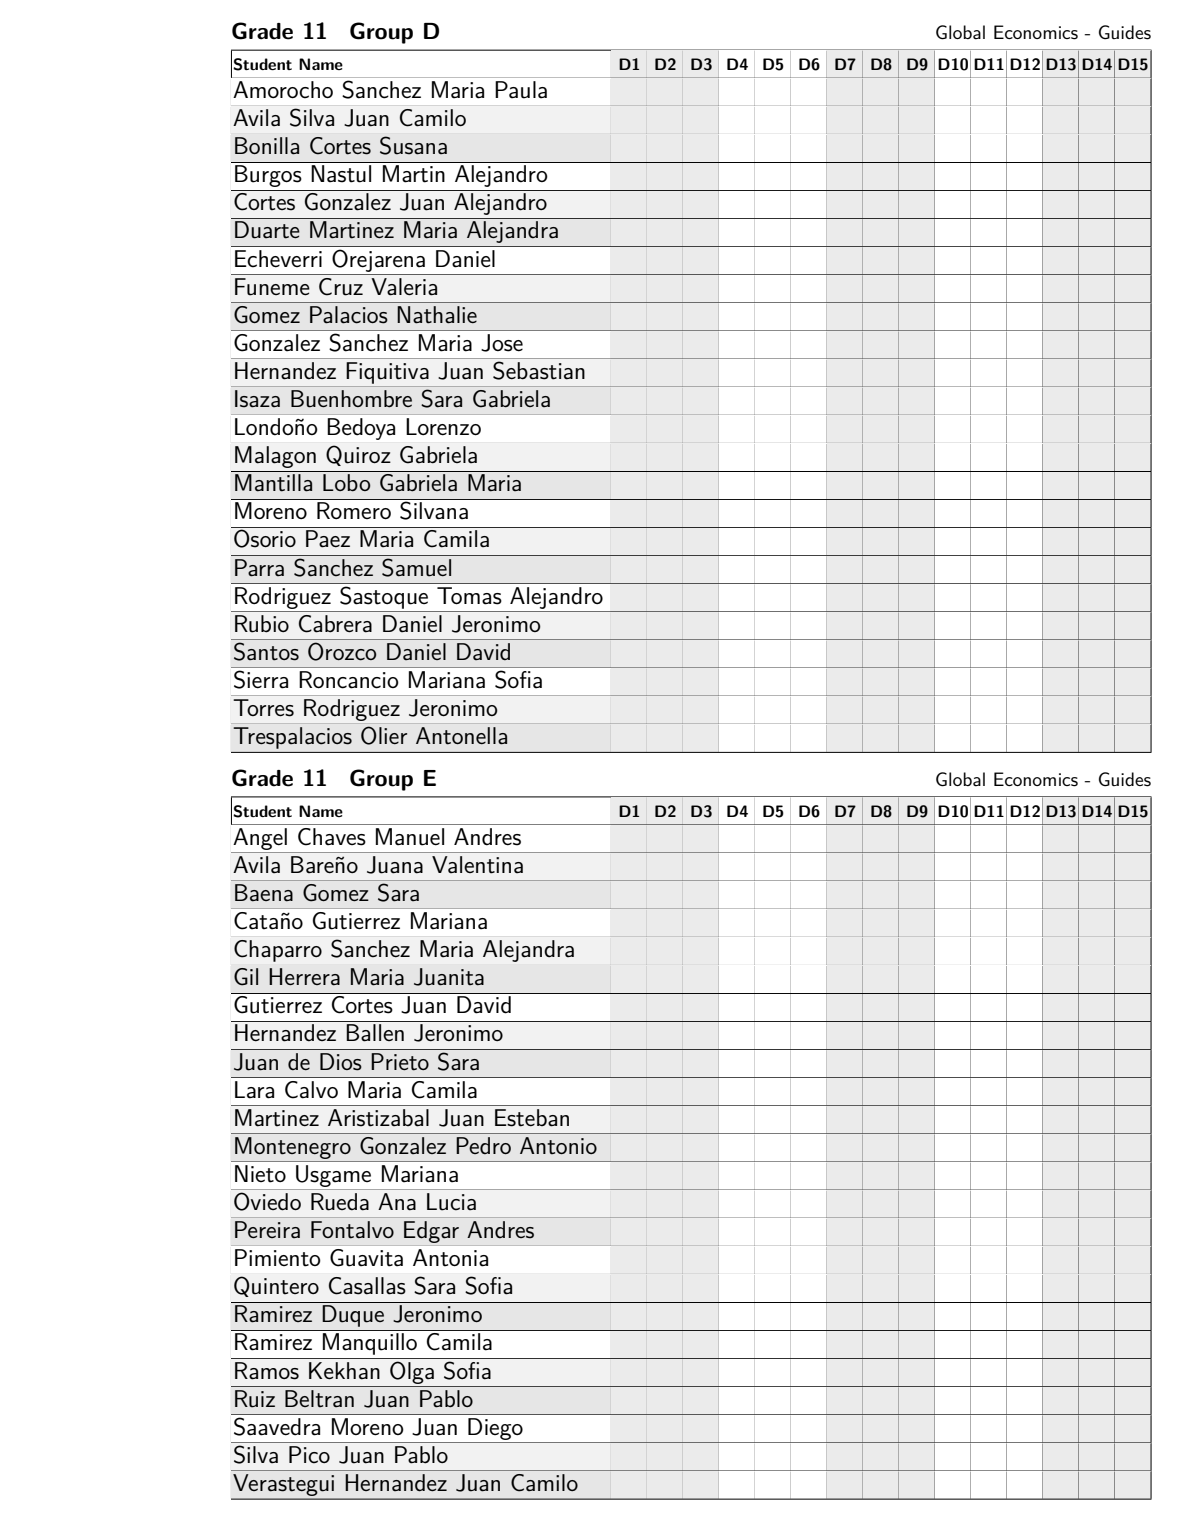 Grade 11 Group D Global Economics - Guides
Student Name D1 D2 D3 D4 D5 D6 D7 D8 D9 D10 D11 D12 D13 D14 D15
Amorocho Sanchez Maria Paula
Avila Silva Juan Camilo
Bonilla Cortes Susana
Burgos Nastul Martin Alejandro
Cortes Gonzalez Juan Alejandro
Duarte Martinez Maria Alejandra
Echeverri Orejarena Daniel
Funeme Cruz Valeria
Gomez Palacios Nathalie
Gonzalez Sanchez Maria Jose
Hernandez Fiquitiva Juan Sebastian
Isaza Buenhombre Sara Gabriela
Londoño Bedoya Lorenzo
Malagon Quiroz Gabriela
Mantilla Lobo Gabriela Maria
Moreno Romero Silvana
Osorio Paez Maria Camila
Parra Sanchez Samuel
Rodriguez Sastoque Tomas Alejandro
Rubio Cabrera Daniel Jeronimo
Santos Orozco Daniel David
Sierra Roncancio Mariana Sofia
Torres Rodriguez Jeronimo
Trespalacios Olier Antonella
Grade 11 Group E Global Economics - Guides
Student Name D1 D2 D3 D4 D5 D6 D7 D8 D9 D10 D11 D12 D13 D14 D15
Angel Chaves Manuel Andres
Avila Bareño Juana Valentina
Baena Gomez Sara
Cataño Gutierrez Mariana
Chaparro Sanchez Maria Alejandra
Gil Herrera Maria Juanita
Gutierrez Cortes Juan David
Hernandez Ballen Jeronimo
Juan de Dios Prieto Sara
Lara Calvo Maria Camila
Martinez Aristizabal Juan Esteban
Montenegro Gonzalez Pedro Antonio
Nieto Usgame Mariana
Oviedo Rueda Ana Lucia
Pereira Fontalvo Edgar Andres
Pimiento Guavita Antonia
Quintero Casallas Sara Sofia
Ramirez Duque Jeronimo
Ramirez Manquillo Camila
Ramos Kekhan Olga Sofia
Ruiz Beltran Juan Pablo
Saavedra Moreno Juan Diego
Silva Pico Juan Pablo
Verastegui Hernandez Juan Camilo